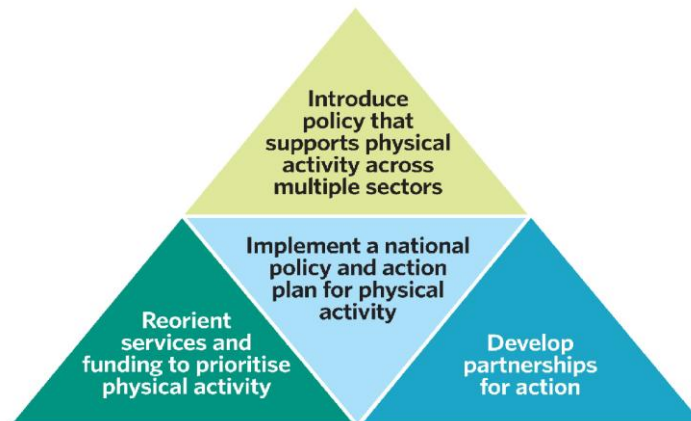 Introduce
policy that
supports physical
activity across
multiple sectors
Implement a national
policy and action
plan for physical
activity
Reorient
services and
funding to prioritise
physical activity
Develop
partnerships
for action